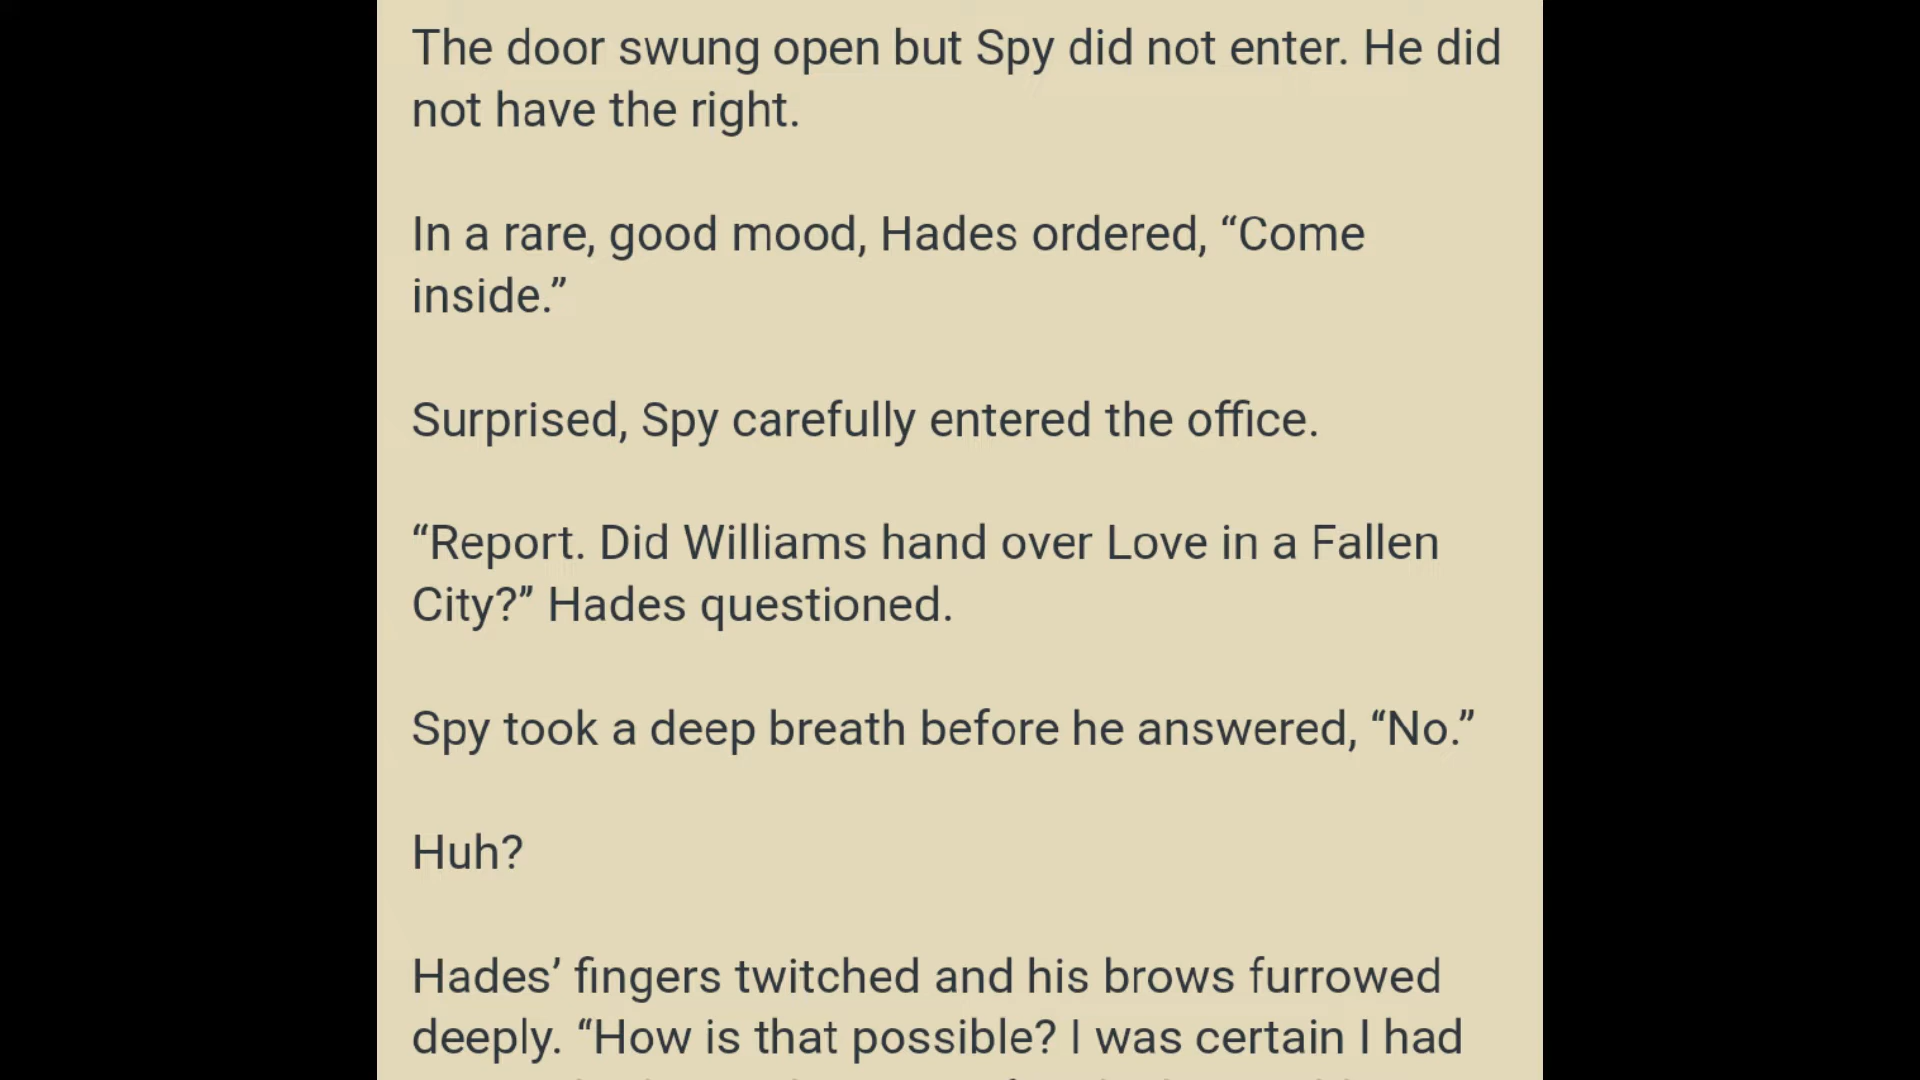 The door swung open but Spy did not enter. He did
not have the right.
In a rare, good mood, Hades ordered, “Come
inside.”
Surprised, Spy carefully entered the office.
“Report. Did Williams hand over Love in a Fallen
City?” Hades questioned.
Spy took a deep breath before he answered, “No.”
Huh?
Hades’ fingers twitched and his brows furrowed
deeply. “How is that possible? I was certain I had